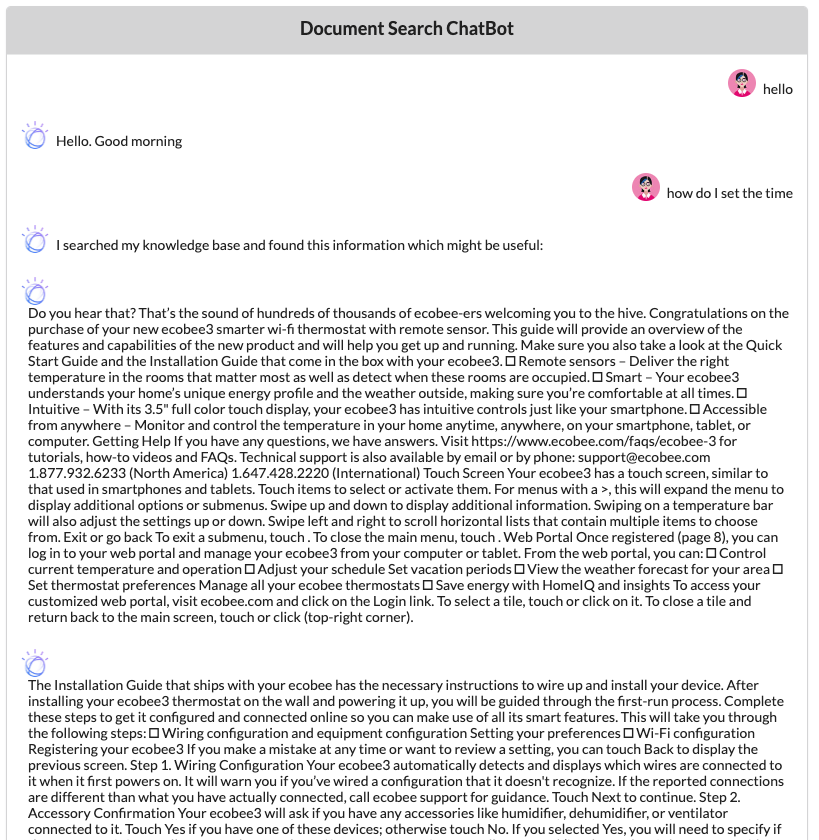 Document Search ChatBot
hello
Hello. Good morning
how do I set the time
I searched my knowledge base and found this information which might be useful:
Do you hear that? That's the sound of hundreds of thousands of ecobee-ers welcoming you to the hive. Congratulations on the
purchase of your new ecobee3 smarter wi-fi thermostat with remote sensor. This guide will provide an overview of the
features and capabilities of the new product and will help you get up and running. Make sure you also take a look at the Quick
Start Guide and the Installation Guide that come in the box with your ecobee3. ☐ Remote sensors – Deliver the right
temperature in the rooms that matter most as well as detect when these rooms are occupied. ☐ Smart – Your ecobee3
understands your home's unique energy profile and the weather outside, making sure you're comfortable at all times. ☐
Intuitive – With its 3.5" full color touch display, your ecobee3 has intuitive controls just like your smartphone. ☐ Accessible
from anywhere – Monitor and control the temperature in your home anytime, anywhere, on your smartphone, tablet, or
computer. Getting Help If you have any questions, we have answers. Visit https://www.ecobee.com/faqs/ecobee-3 for
tutorials, how-to videos and FAQs. Technical support is also available by email or by phone: support@ecobee.com
1.877.932.6233 (North America) 1.647.428.2220 (International) Touch Screen Your ecobee3 has a touch screen, similar to
that used in smartphones and tablets. Touch items to select or activate them. For menus with a >, this will expand the menu to
display additional options or submenus. Swipe up and down to display additional information. Swiping on a temperature bar
will also adjust the settings up or down. Swipe left and right to scroll horizontal lists that contain multiple items to choose
from. Exit or go back To exit a submenu, touch . To close the main menu, touch . Web Portal Once registered (page 8), you can
log in to your web portal and manage your ecobee3 from your computer or tablet. From the web portal, you can: ☐ Control
current temperature and operation ☐ Adjust your schedule Set vacation periods ☐ View the weather forecast for your area ☐
Set thermostat preferences Manage all your ecobee thermostats ☐ Save energy with HomeIQ and insights To access your
customized web portal, visit ecobee.com and click on the Login link. To select a tile, touch or click on it. To close a tile and
return back to the main screen, touch or click (top-right corner).
The Installation Guide that ships with your ecobee has the necessary instructions to wire up and install your device. After
installing your ecobee3 thermostat on the wall and powering it up, you will be guided through the first-run process. Complete
these steps to get it configured and connected online so you can make use of all its smart features. This will take you through
the following steps: ☐ Wiring configuration and equipment configuration Setting your preferences ☐ Wi-Fi configuration
Registering your ecobee3 If you make a mistake at any time or want to review a setting, you can touch Back to display the
previous screen. Step 1. Wiring Configuration Your ecobee3 automatically detects and displays which wires are connected to
it when it first powers on. It will warn you if you've wired a configuration that it doesn't recognize. If the reported connections
are different than what you have actually connected, call ecobee support for guidance. Touch Next to continue. Step 2.
Accessory Confirmation Your ecobee3 will ask if you have any accessories like humidifier, dehumidifier, or ventilator
connected to it. Touch Yes if you have one of these devices; otherwise touch No. If you selected Yes, you will need to specify if